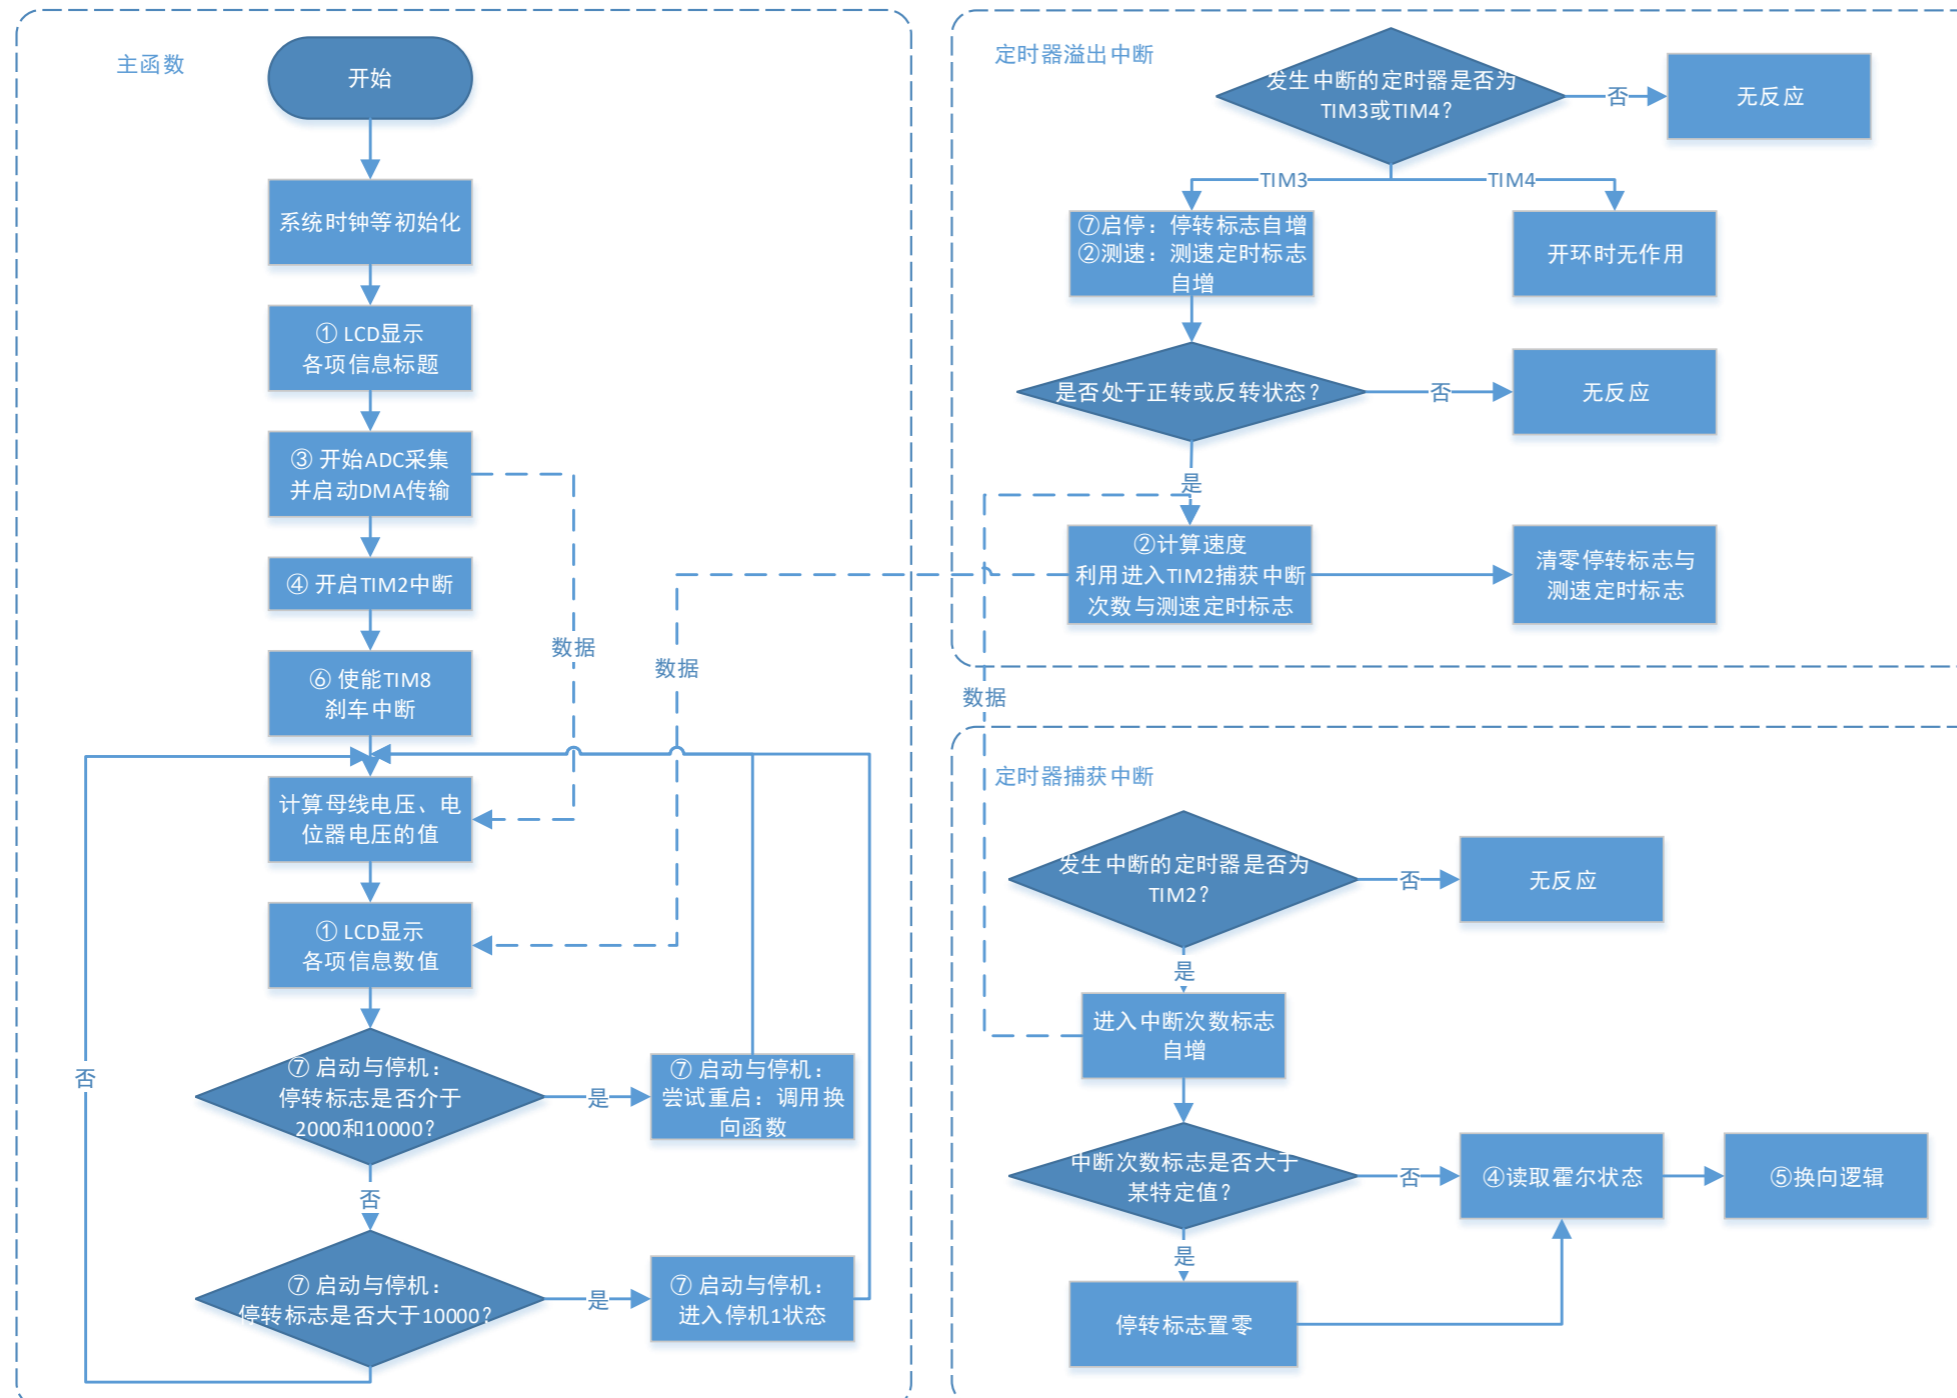 主函数
开始
系统时钟等初始化
① LCD显示
各项信息标题
③ 开始ADC采集
并启动DMA传输
④ 开启TIM2中断
⑥ 使能TIM8
刹车中断
计算母线电压、电
位器电压的值
① LCD显示
各项信息数值
⑦ 启动与停机：
停转标志是否介于
2000和10000?
是
⑦ 启动与停机：
尝试重启：调用换
向函数
否
否
⑦ 启动与停机：
停转标志是否大于10000?
是
⑦ 启动与停机：
进入停机1状态
数据
数据
定时器溢出中断
发生中断的定时器是否为
TIM3或TIM4?
否
无反应
TIM3
TIM4
⑦启停：停转标志自增
②测速：测速定时标志
自增
开环时无作用
是否处于正转或反转状态?
否
无反应
是
②计算速度
利用进入TIM2捕获中断
次数与测速定时标志
清零停转标志与
测速定时标志
数据
定时器捕获中断
发生中断的定时器是否为
TIM2?
否
无反应
是
进入中断次数标志
自增
中断次数标志是否大于
某特定值?
否
④读取霍尔状态
⑤换向逻辑
是
停转标志置零